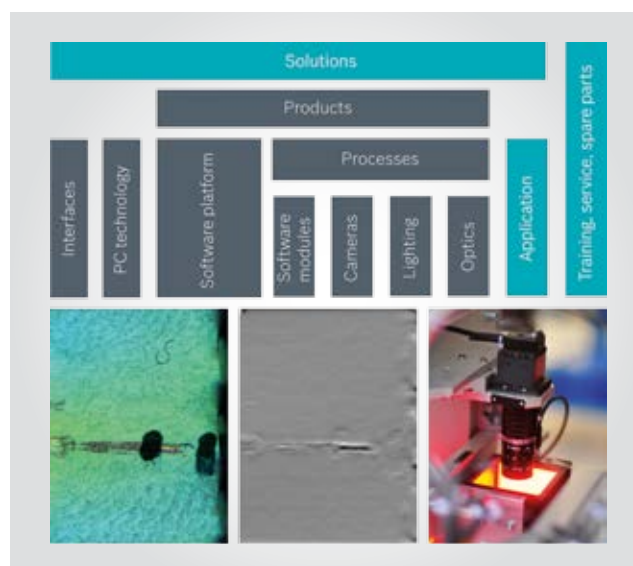 Solutions
Products
Processes
Interfaces
PC technology
Software platform
Software
modules
Cameras
Lighting
Optics
Application
Training, service, spare parts